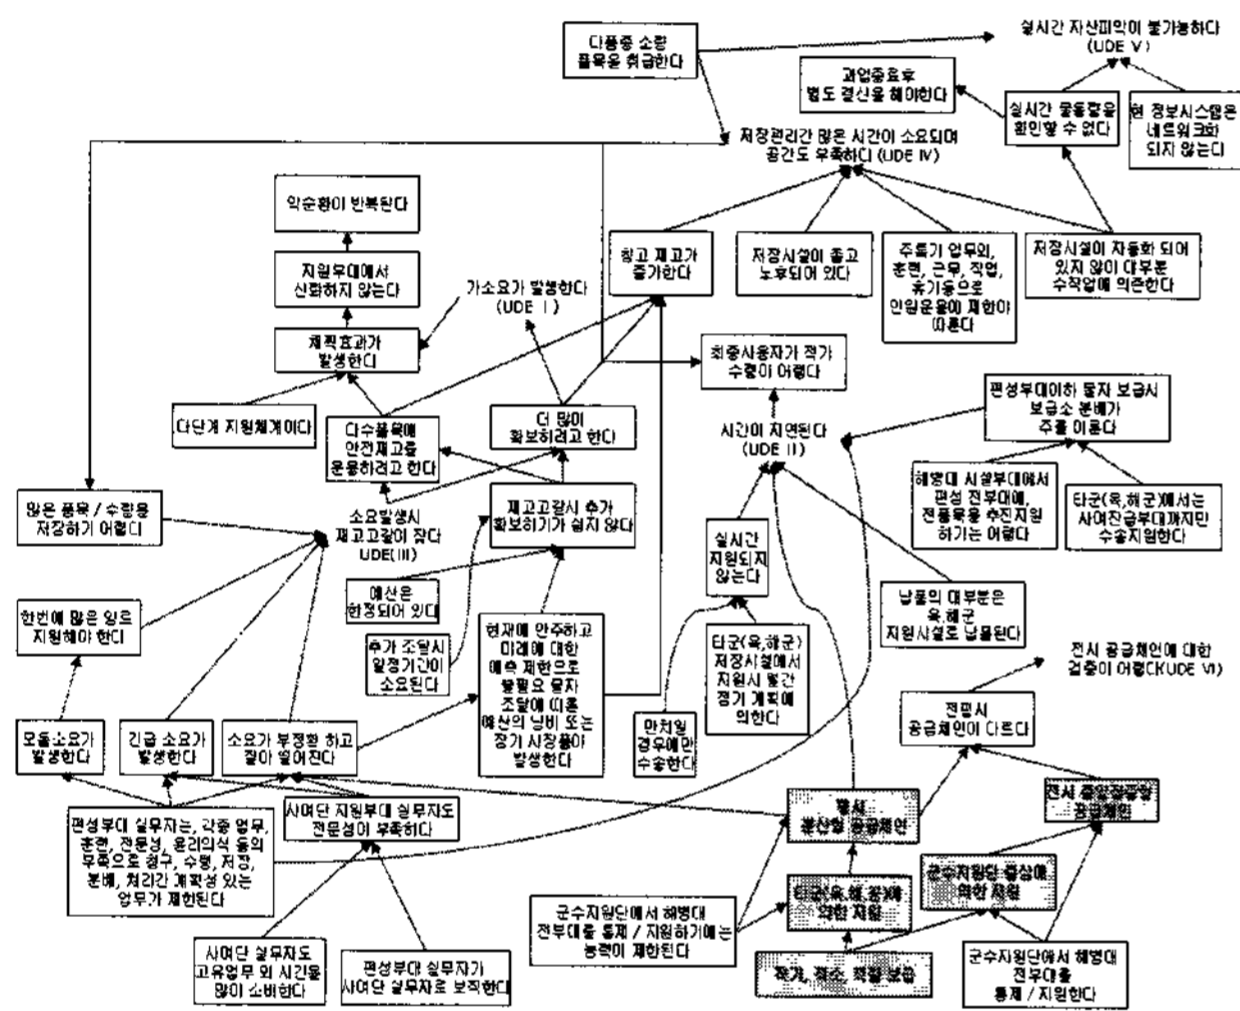 다품종 소량
품목을 취급한다
실시간 자산파악이 불가능하다
(UDE V)
과업종료후
별도 결산을 해야한다
실시간 물동량을
확인할 수 없다
현 정보시스템은
네트워크화
되지 않는다
저장관리간 많은 시간이 소요되며
공간도 부족하다 (UDE IV)
악순환이 반복된다
지원부대에서
신화하지 않는다
가소요가 발생한다
(UDE I)
채찍효과가
발생한다
창고 재고가
증가한다
저장시설이 좁고
노후되어 있다
주특기 업무외,
훈련, 근무, 작업,
휴가등으로
인원운용에 제한이
따른다
저장시설이 자동화 되어
있지 않아 대부분
수작업에 의존한다
최종사용자가 적기
수령이 어렵다
다단계 지원체계이다
다수품목에
안전재고를
운용하려고 한다
더 많이
확보하려고 한다
시간이 지연된다
(UDE II)
편성부대이하 물자 보급시
보급소 분배가
주를 이룬다
많은 품목 / 수량을
저장하기 어렵다
소요발생시
재고고갈이 잦다
UDE(III)
재고고갈시 추가
확보하기가 쉽지 않다
해병대 시설부대에서
편성 전부대에,
전품목을 추진지원
하기는 어렵다
타군(육,해군)에서는
사여단급부대까지만
수송지원한다
실시간
지원되지
않는다
예산은
한정되어 있다
한번에 많은 양을
지원해야 한다
추가 조달시
일정기간이
소요된다
현재에 안주하고
미래에 대한
예측 제한으로
불필요 물자
조달에 따른
예산의 낭비 또는
장기 사장품이
발생한다
타군(육,해군)
저장시설에서
지원시 월간
정기 계획에
의한다
납품의 대부분은
육,해군
지원시설로 납품된다
전시 공급체인에 대한
검증이 어렵다(UDE VI)
모듬소요가
발생한다
긴급 소요가
발생한다
소요가 부정확 하고
잘아 떨어진다
만차일
경우에만
수송한다
전평시
공급체인이 다르다
편성부대 실무자는, 각종 업무,
훈련, 전문성, 윤리의식 등의
부족으로 청구, 수령, 저장,
분배, 처리간 계획성 있는
업무가 제한된다
사여단 지원부대 실무자도
전문성이 부족하다
평시
분산형 공급체인
전시 중앙집중형
공급체인
타군(육,해,공)에
의한 지원
군수지원단 중심에
의한 지원
군수지원단에서 해병대
전부대를 통제 / 지원하기에는
능력이 제한된다
사여단 실무자도
고유업무 외 시간을
많이 소비한다
편성부대 실무자가
사여단 실무자로 보직한다
적기, 적소, 적량 보급
군수지원단에서 해병대
전부대를
통제 / 지원한다